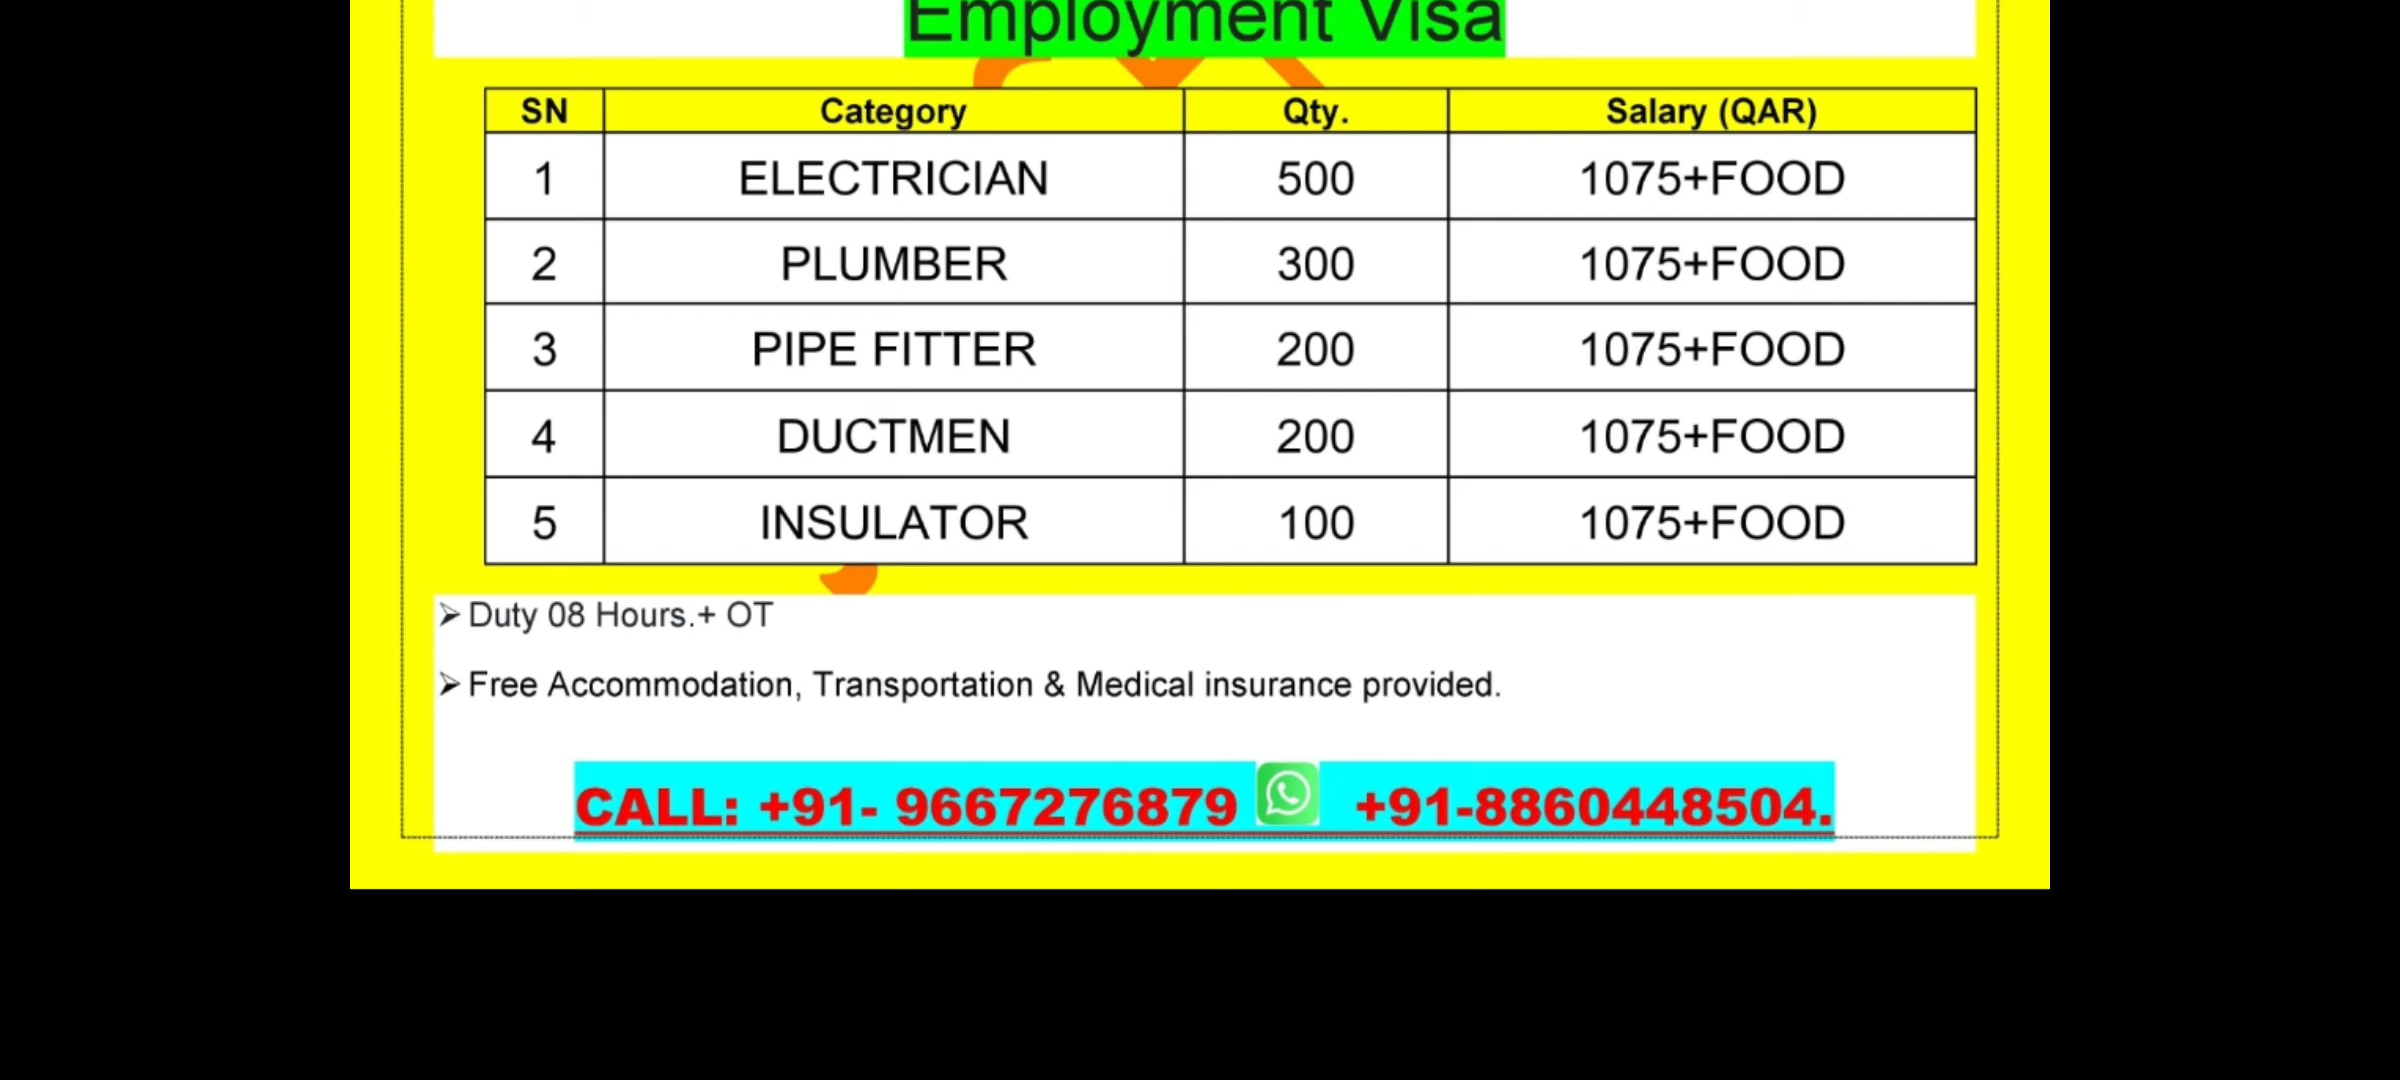 Employment Visa
SN Category Qty. Salary (QAR)
1 ELECTRICIAN 500 1075+FOOD
2 PLUMBER 300 1075+FOOD
3 PIPE FITTER 200 1075+FOOD
4 DUCTMEN 200 1075+FOOD
5 INSULATOR 100 1075+FOOD
➢ Duty 08 Hours.+ OT
➢ Free Accommodation, Transportation & Medical insurance provided.
CALL: +91- 9667276879 +91-8860448504.